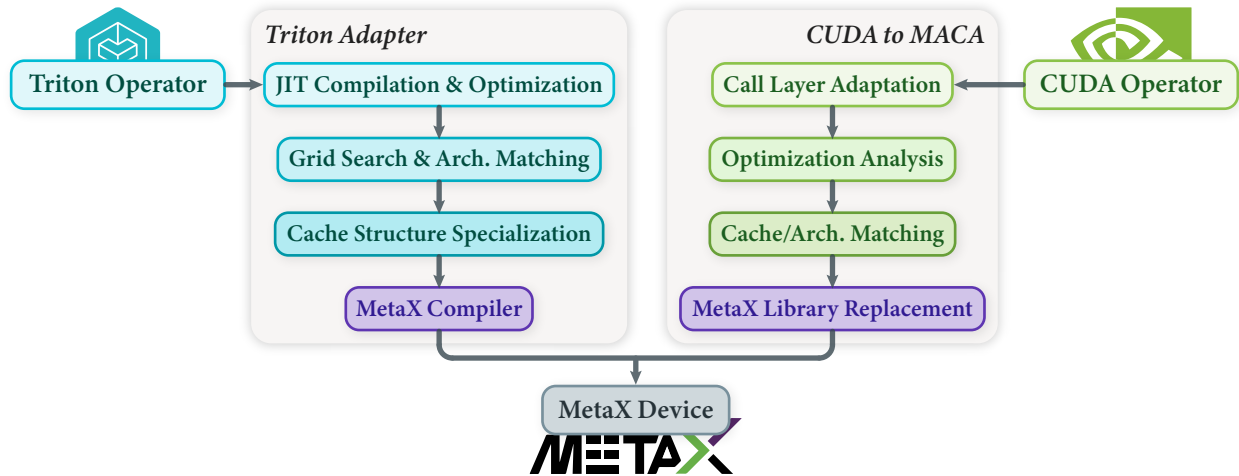 Triton Adapter
Triton Operator
JIT Compilation & Optimization
Grid Search & Arch. Matching
Cache Structure Specialization
MetaX Compiler
CUDA to MACA
CUDA Operator
Call Layer Adaptation
Optimization Analysis
Cache/Arch. Matching
MetaX Library Replacement
MetaX Device
METAX